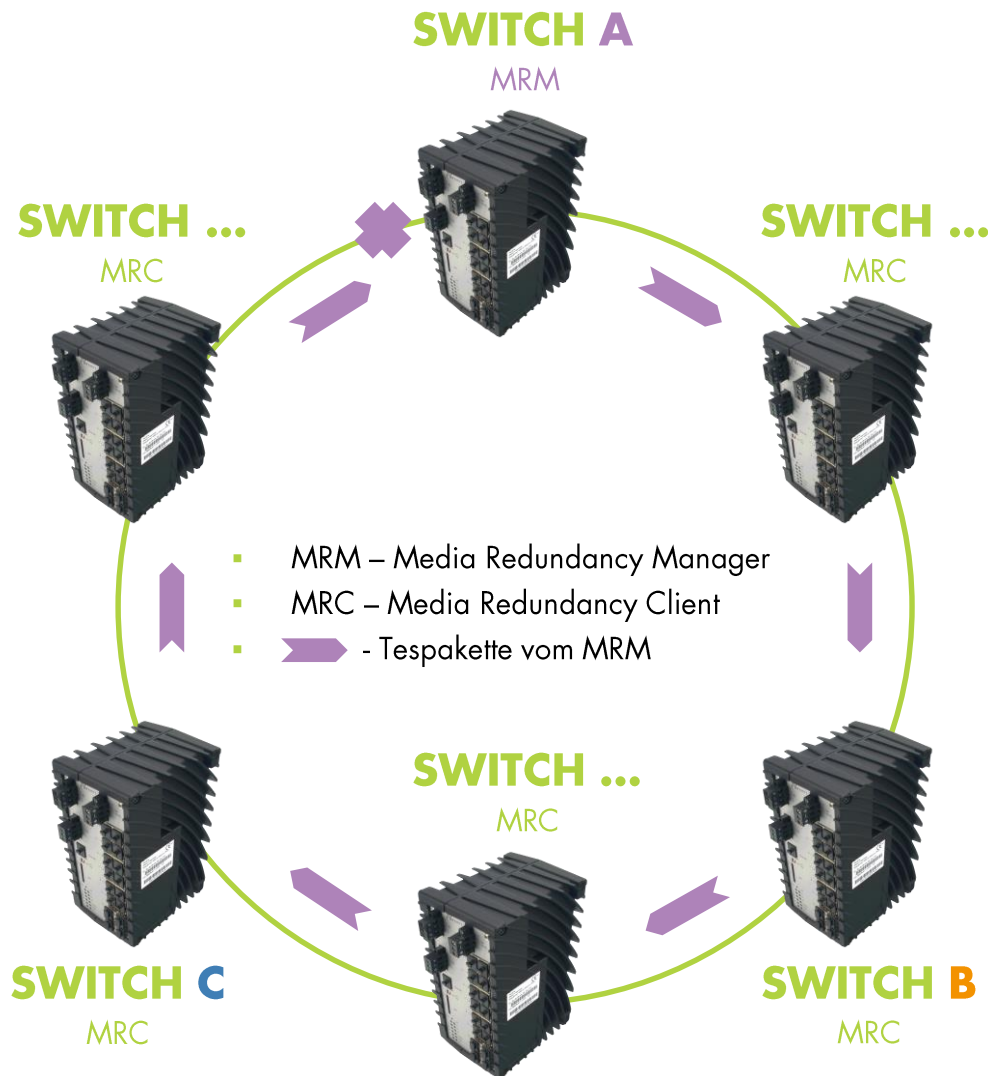 SWITCH A
MRM
SWITCH ...
MRC
SWITCH ...
MRC
MRM – Media Redundancy Manager
MRC – Media Redundancy Client
- Tespakette vom MRM
SWITCH ...
MRC
SWITCH C
MRC
SWITCH B
MRC